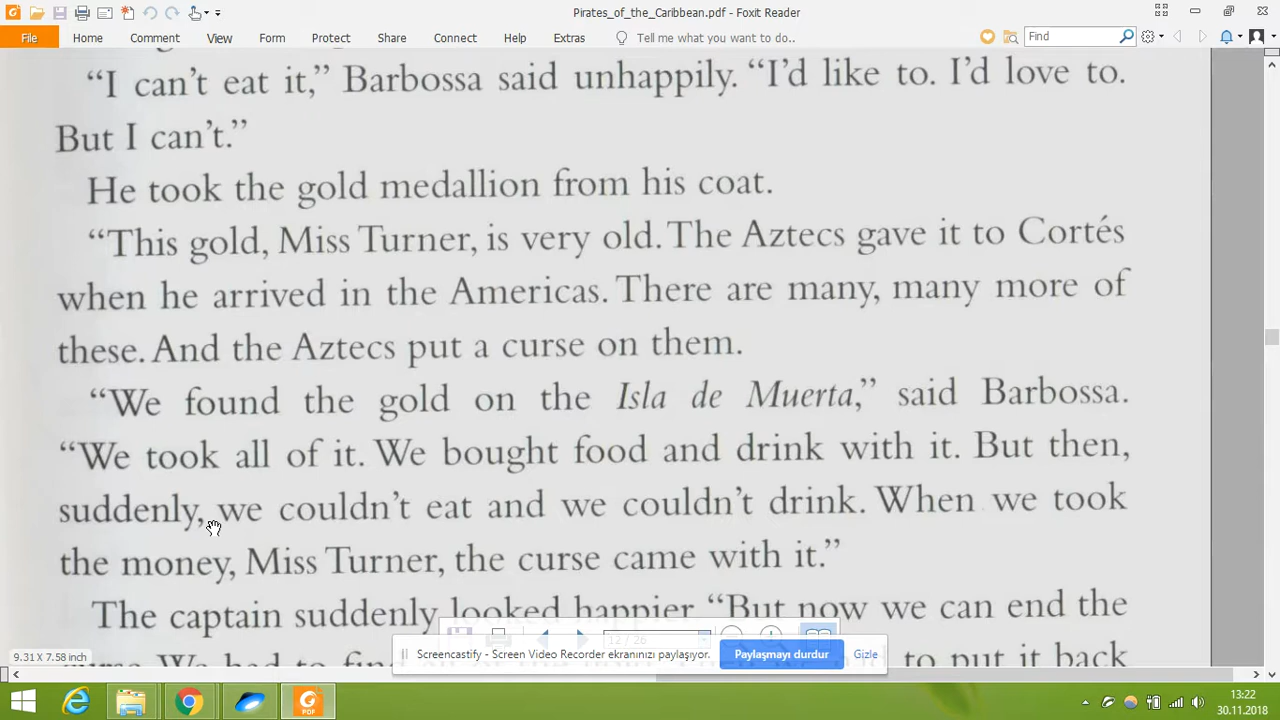 Pirates_of_the_Caribbean.pdf - Foxit Reader
File Home Comment View Form Protect Share Connect Help Extras Tell me what you want to do.. Find
“I can’t eat it,” Barbossa said unhappily. “I’d like to. I’d love to.
But I can’t.”
He took the gold medallion from his coat.
“This gold, Miss Turner, is very old. The Aztecs gave it to Cortés
when he arrived in the Americas. There are many, many more of
these. And the Aztecs put a curse on them.
“We found the gold on the Isla de Muerta,” said Barbossa.
“We took all of it. We bought food and drink with it. But then,
suddenly, we couldn’t eat and we couldn’t drink. When we took
the money, Miss Turner, the curse came with it.”
The captain suddenly looked happier “But now we can end the
12 / 26
to put it back
9.31 X 7.58 inch
Screencastify - Screen Video Recorder ekranınızı paylaşıyor. Paylaşmayı durdur Gizle
PDF
13:22
30.11.2018